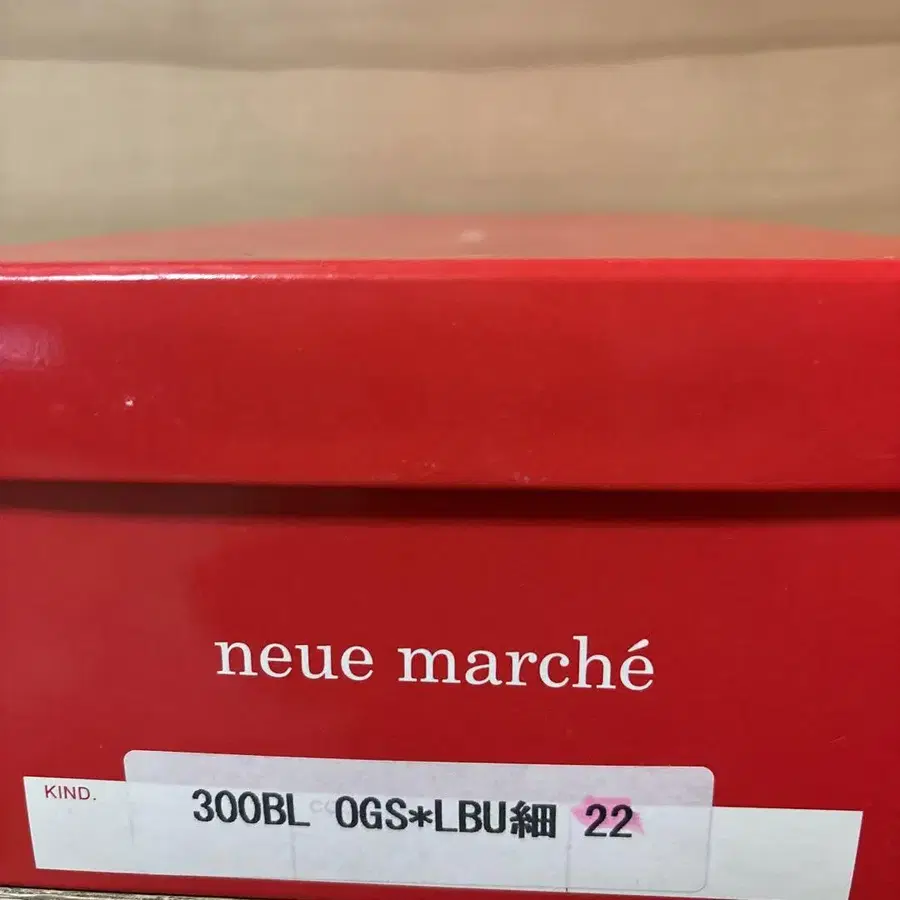 neue marché
KIND.
300BL OGS*LBU細 22